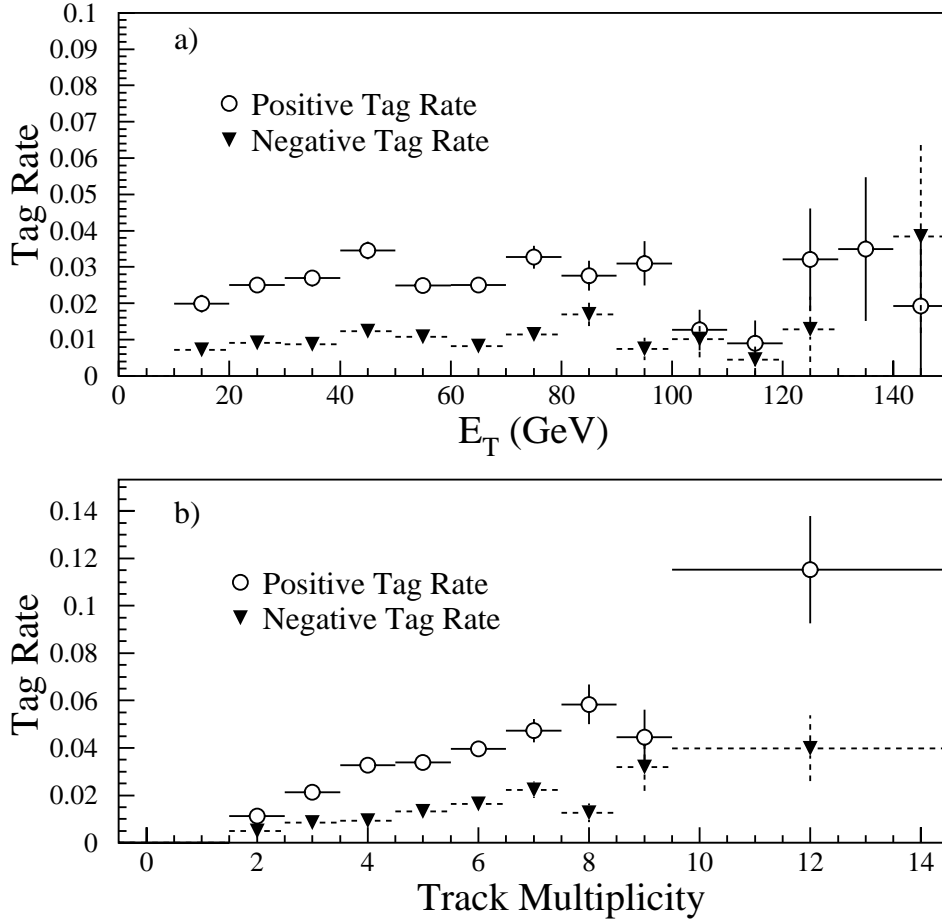 a)
0.1
0.09
0.08
0.07
0.06
0.05
0.04
0.03
0.02
0.01
0
Tag Rate
Positive Tag Rate
Negative Tag Rate
0 20 40 60 80 100 120 140
E_T (GeV)
b)
0.14
0.12
0.1
0.08
0.06
0.04
0.02
0
Tag Rate
Positive Tag Rate
Negative Tag Rate
0 2 4 6 8 10 12 14
Track Multiplicity